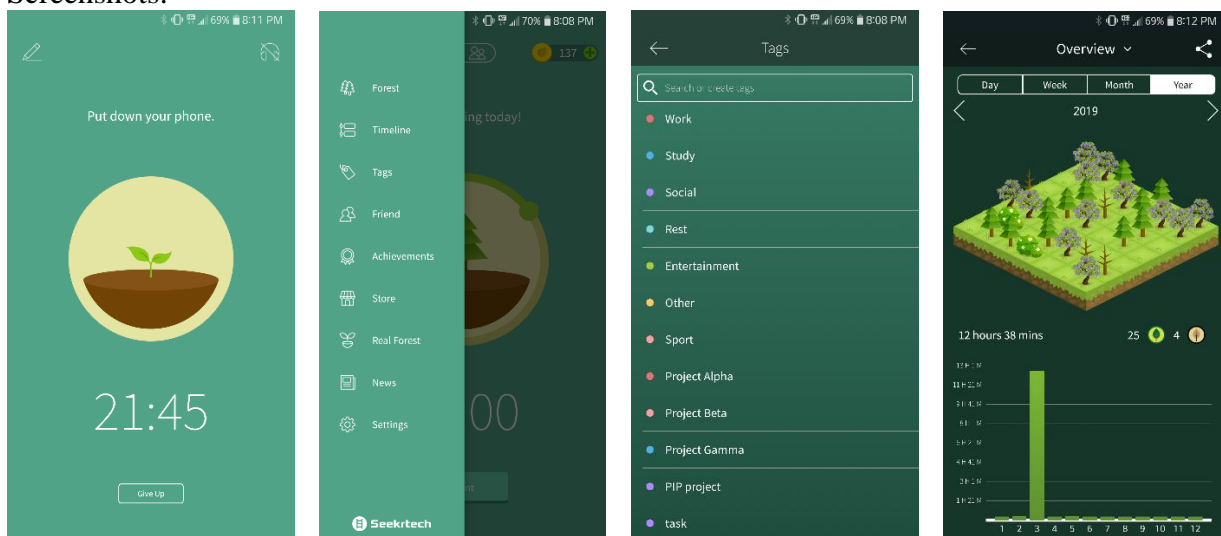 Screenshots:
69% 8:11 PM
Put down your phone.
21:45
Give Up
70% 8:08 PM
137
Forest
ing today!
Timeline
Tags
Friend
Achievements
Store
Real Forest
News
00
Settings
Seekrtech
69% 8:08 PM
Tags
Search or create tags
Work
Study
Social
Rest
Entertainment
Other
Sport
Project Alpha
Project Beta
Project Gamma
PIP project
task
69% 8:12 PM
Overview
Day Week Month Year
2019
12 hours 38 mins 25 4
1 2 3 4 5 6 7 8 9 10 11 12